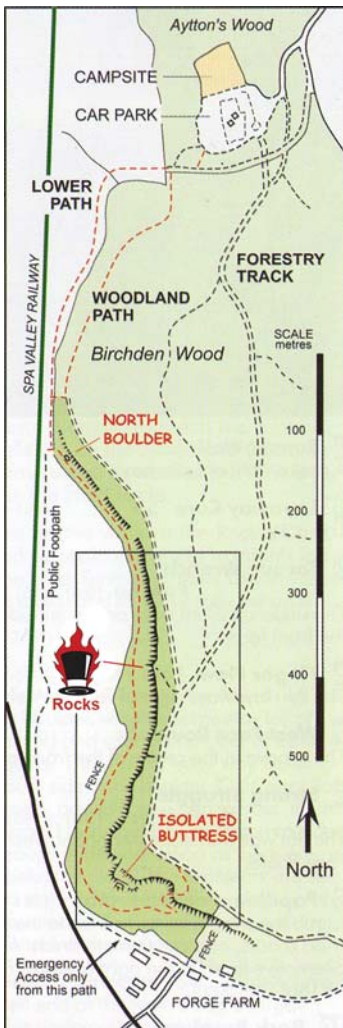 Aytton's Wood
CAMPSITE
CAR PARK
LOWER
PATH
FORESTRY
TRACK
WOODLAND
PATH
SPA VALLEY RAILWAY
Birchden Wood
SCALE
metres
NORTH
BOULDER
100
200
Public Footpath
300
400
Rocks
500
FENCE
ISOLATED
BUTTRESS
North
FENCE
Emergency
Access only
from this path
FORGE FARM